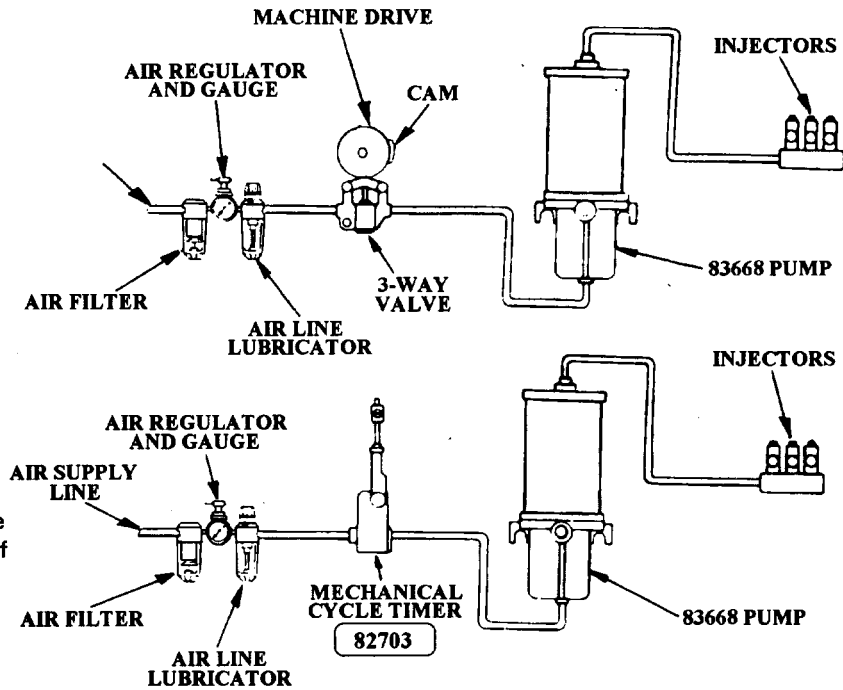 MACHINE DRIVE
AIR REGULATOR
AND GAUGE
CAM
INJECTORS
AIR FILTER
AIR LINE
LUBRICATOR
3-WAY
VALVE
83668 PUMP
AIR REGULATOR
AND GAUGE
INJECTORS
AIR SUPPLY
LINE
e
f
AIR FILTER
AIR LINE
LUBRICATOR
MECHANICAL
CYCLE TIMER
82703
83668 PUMP